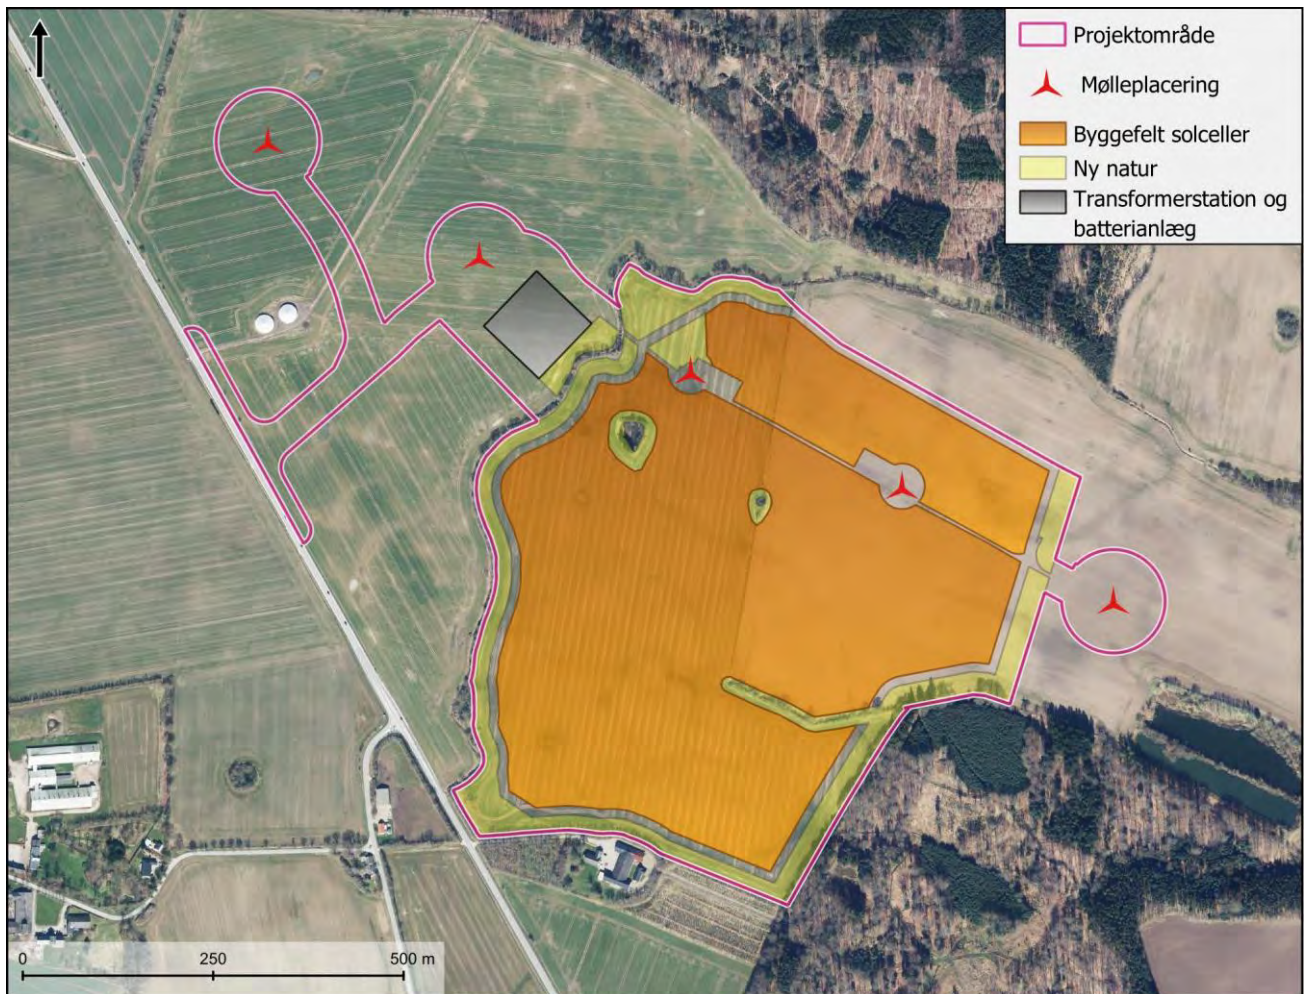 Projektområde
Mølleplacering
Byggefelt solceller
Ny natur
Transformerstation og
batterianlæg
0 250 500 m